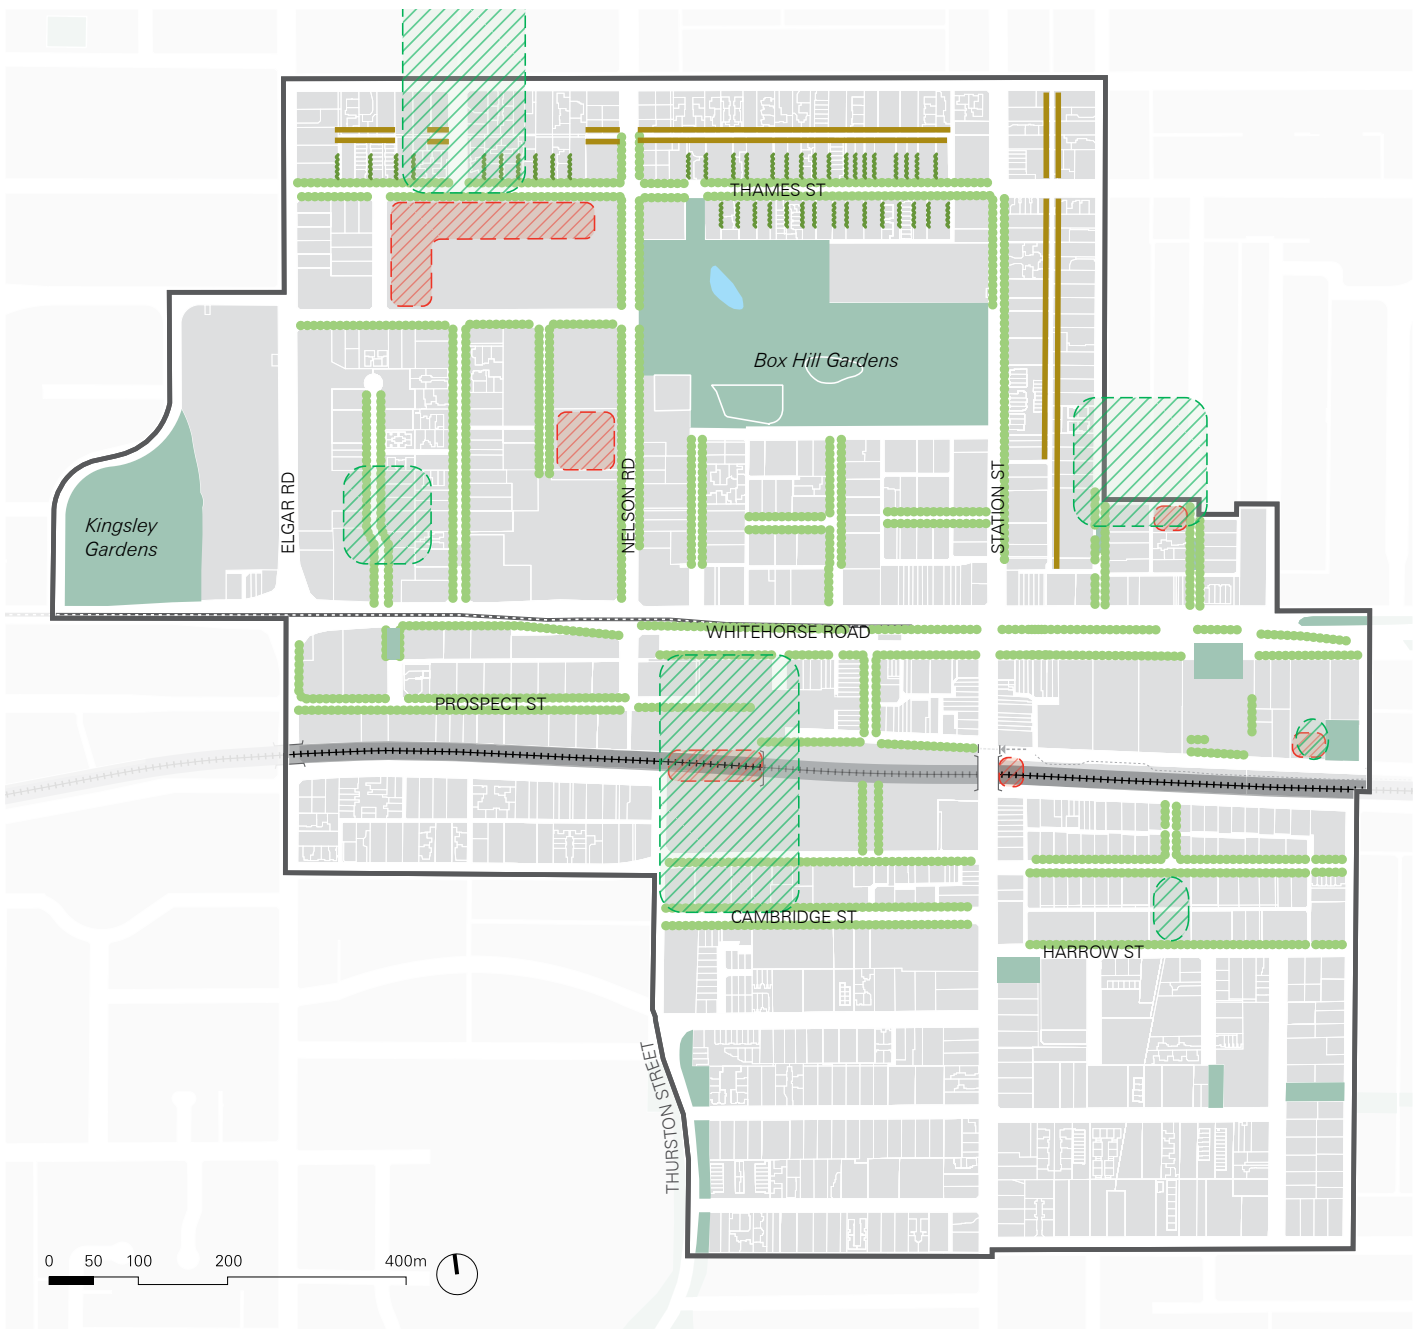 THAMES ST
Box Hill Gardens
ELGAR RD
NELSON RD
STATION ST
Kingsley
Gardens
WHITEHORSE ROAD
PROSPECT ST
CAMBRIDGE ST
HARROW ST
THURSTON STREET
0 50 100 200 400m